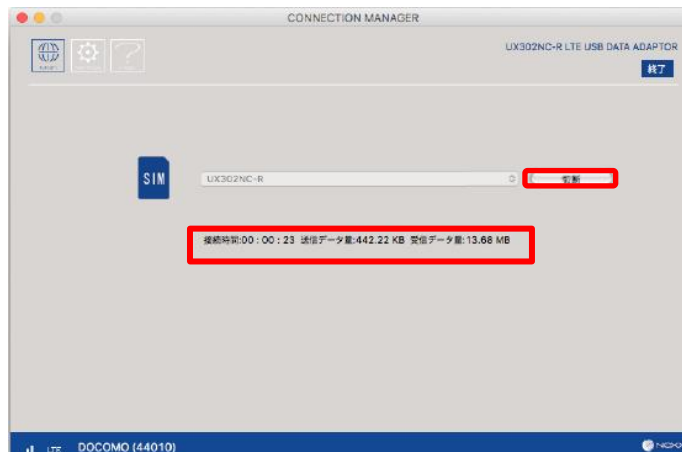 CONNECTION MANAGER
UX302NC-R LTE USB DATA ADAPTOR
終了
SIM
UX302NC-R
切断
接続時間:00 : 00 : 23 送信データ量:442.22 KB 受信データ量:13.68 MB
LTE DOCOMO (44010)